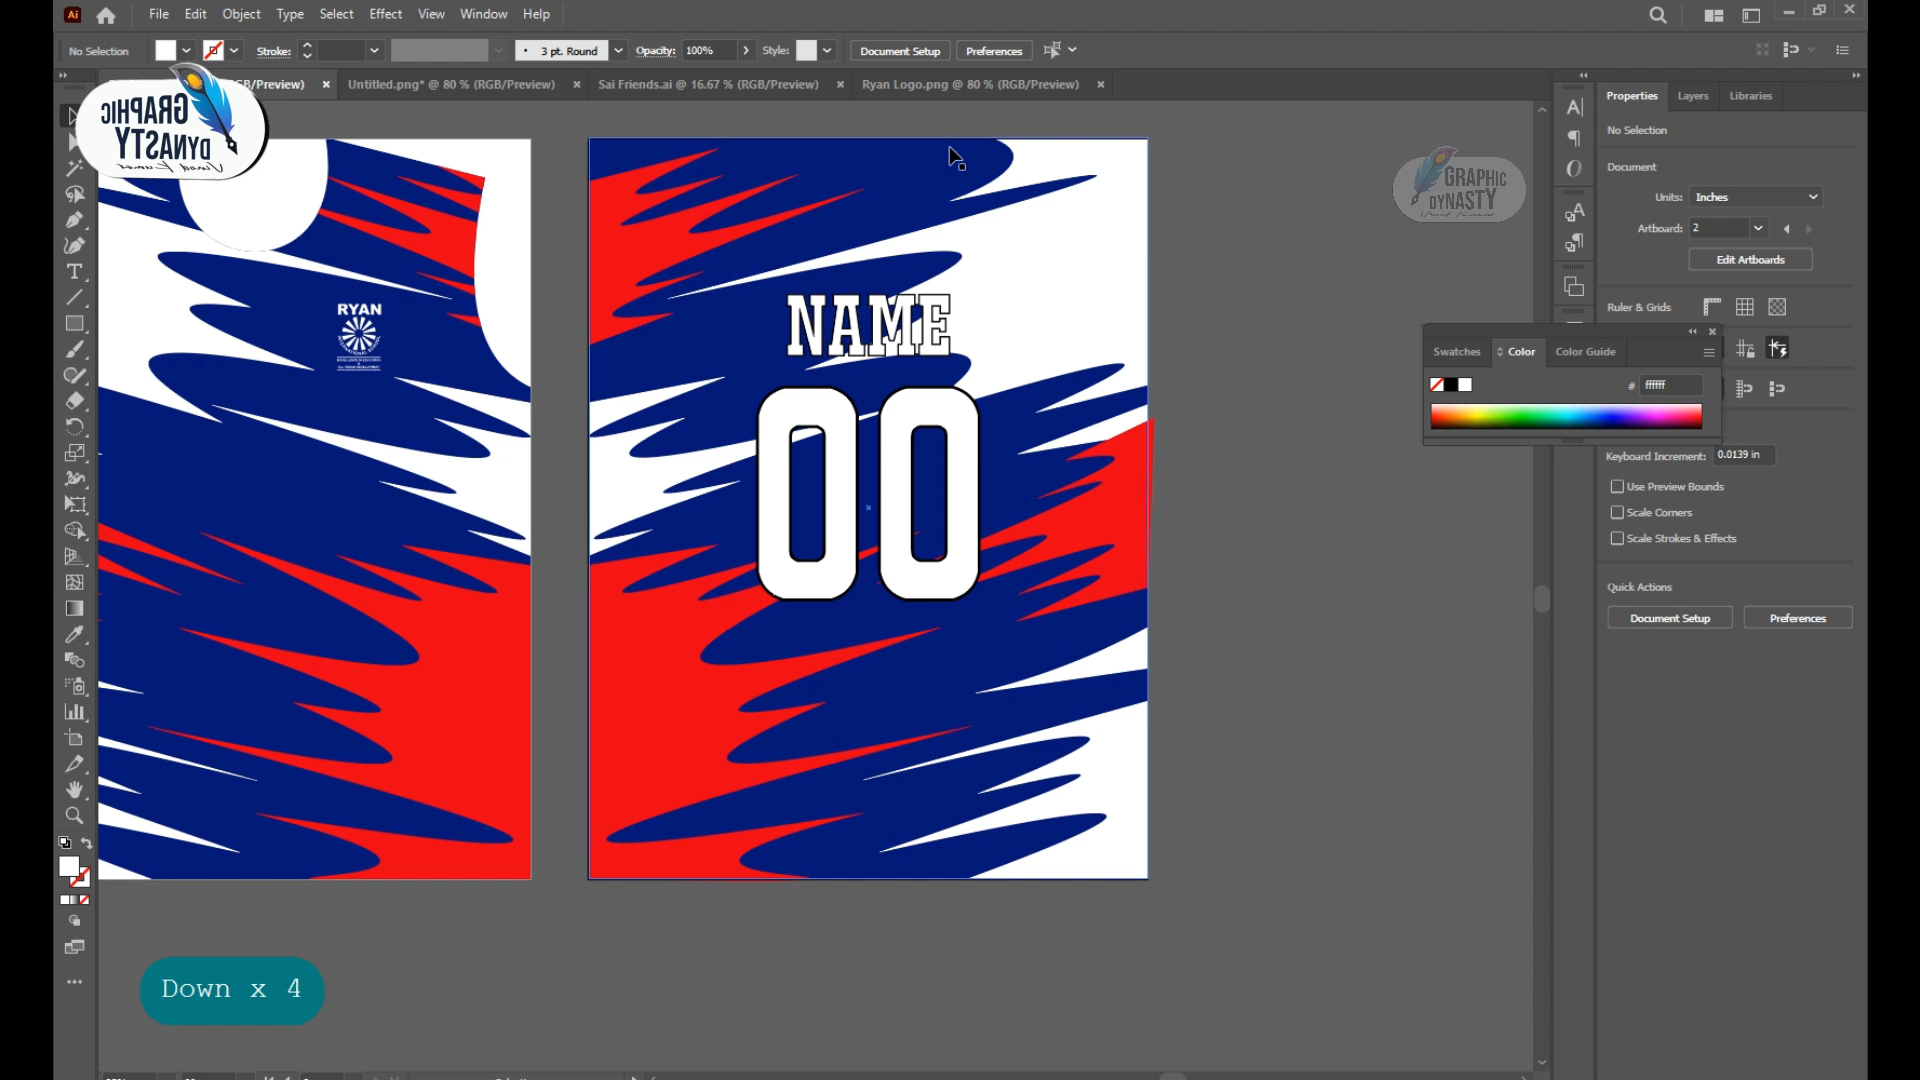 File Edit Object Type Select Effect View Window Help
No Selection
Stroke:
3 pt. Round
Opacity: 100%
Style:
Document Setup
Preferences
B/Preview)
Untitled.png* @ 80 % (RGB/Preview)
Sai Friends.ai @ 16.67 % (RGB/Preview)
Ryan Logo.png @ 80 % (RGB/Preview)
GRAPHIC
DYNASTY
GRAPHIC
DYNASTY
RYAN
NAME
00
Properties Layers Libraries
No Selection
Document
Units: Inches
Artboard: 2
Edit Artboards
Ruler & Grids
Swatches Color Color Guide
# ffffff
Keyboard Increment: 0.0139 in
Use Preview Bounds
Scale Corners
Scale Strokes & Effects
Quick Actions
Document Setup
Preferences
Down x 4